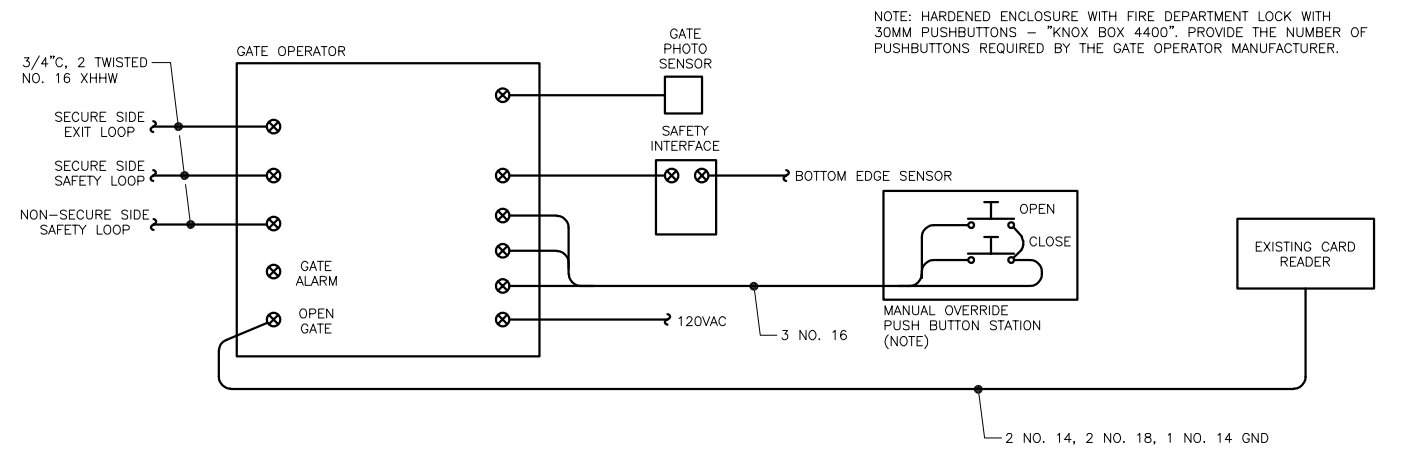 NOTE: HARDENED ENCLOSURE WITH FIRE DEPARTMENT LOCK WITH
30MM PUSHBUTTONS – "KNOX BOX 4400". PROVIDE THE NUMBER OF
PUSHBUTTONS REQUIRED BY THE GATE OPERATOR MANUFACTURER.
GATE OPERATOR
3/4"C, 2 TWISTED
NO. 16 XHHW
SECURE SIDE
EXIT LOOP
SECURE SIDE
SAFETY LOOP
NON-SECURE SIDE
SAFETY LOOP
GATE
ALARM
OPEN
GATE
GATE
PHOTO
SENSOR
SAFETY
INTERFACE
BOTTOM EDGE SENSOR
OPEN
CLOSE
MANUAL OVERRIDE
PUSH BUTTON STATION
(NOTE)
120VAC
3 NO. 16
EXISTING CARD
READER
2 NO. 14, 2 NO. 18, 1 NO. 14 GND